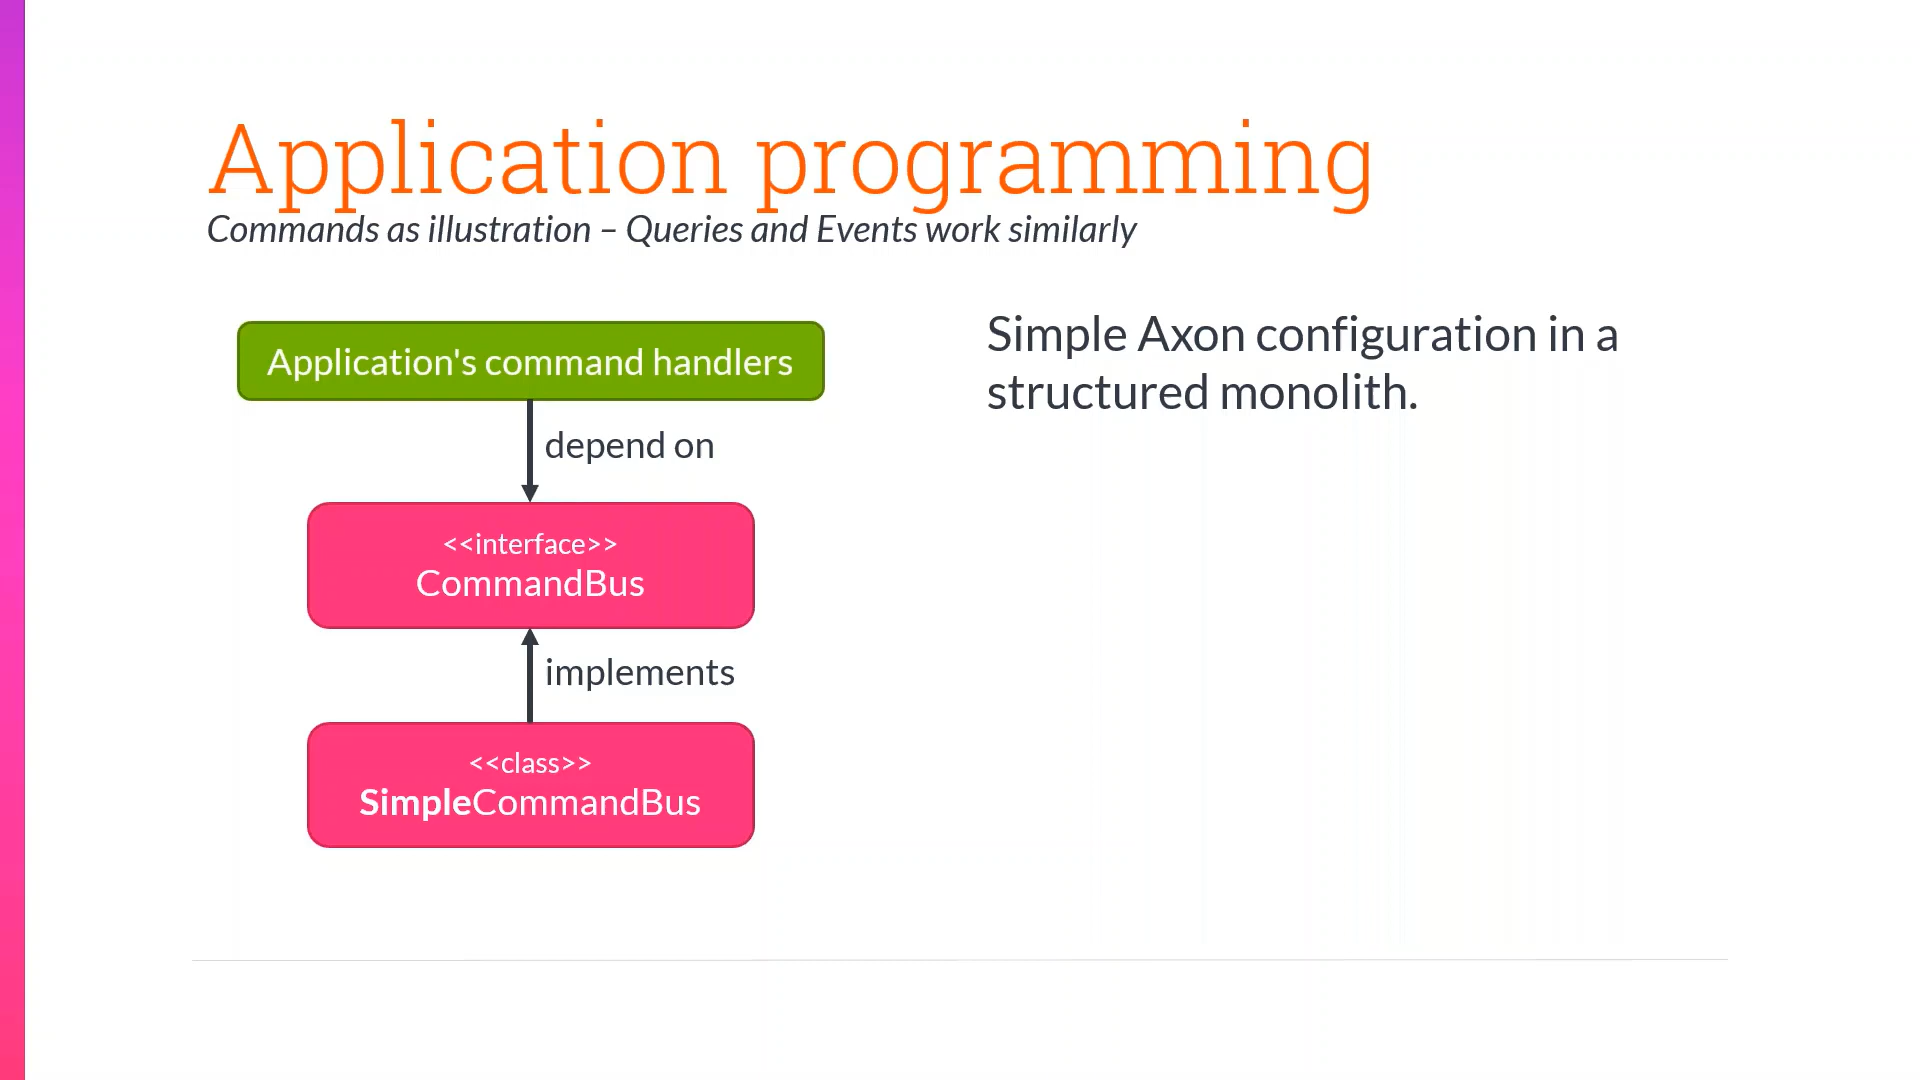 Application programming
Commands as illustration – Queries and Events work similarly
Application's command handlers
depend on
<<interface>>
CommandBus
implements
<<class>>
SimpleCommandBus
Simple Axon configuration in a
structured monolith.